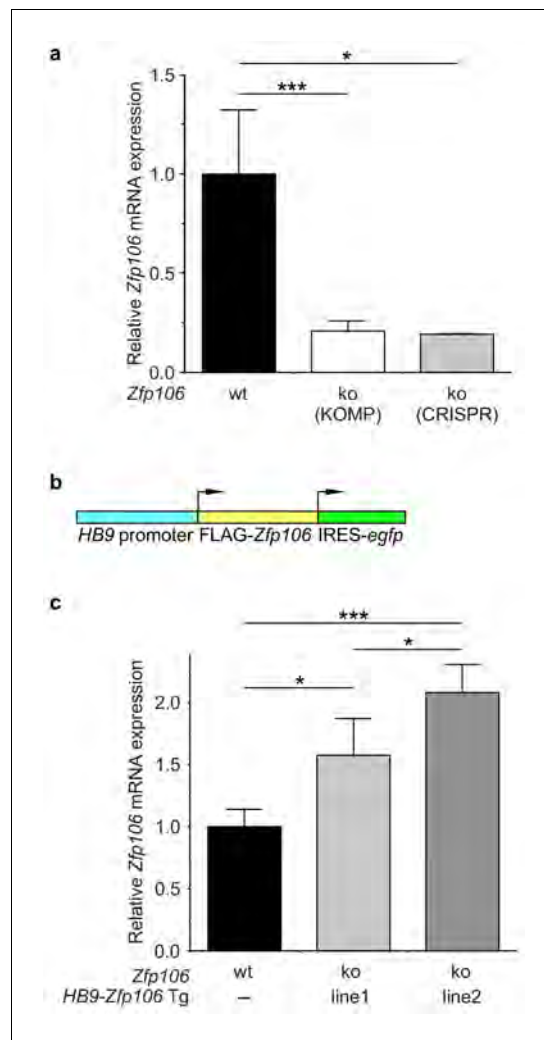 a
*
***
1.5
1.0
0.5
0.0
Relative Zfp106 mRNA expression
Zfp106 wt ko ko
(KOMP) (CRISPR)
b
HB9 promoter FLAG-Zfp106 IRES-egfp
c
***
*
*
2.0
1.5
1.0
0.5
0.0
Relative Zfp106 mRNA expression
Zfp106 wt ko ko
HB9-Zfp106 Tg – line1 line2